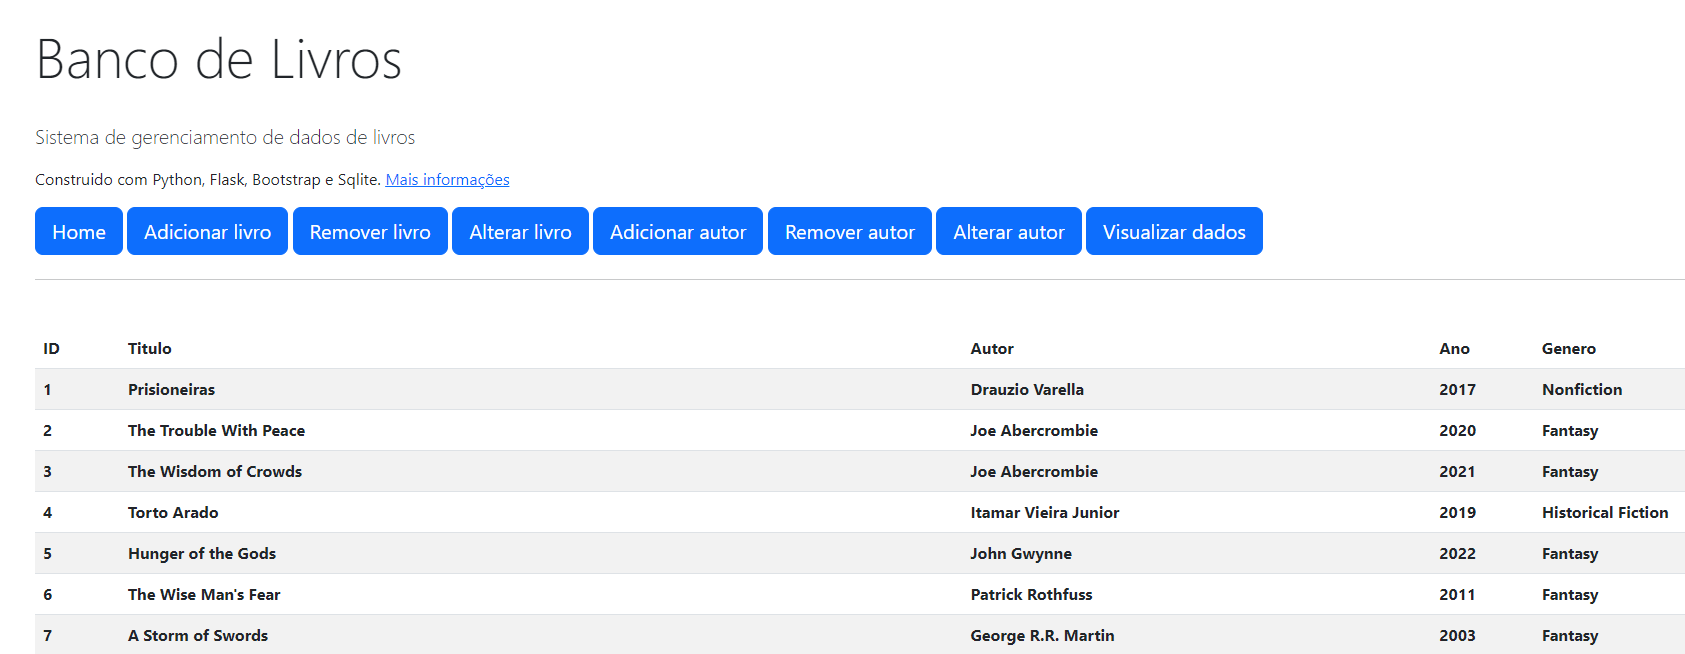 Banco de Livros
Sistema de gerenciamento de dados de livros
Construido com Python, Flask, Bootstrap e Sqlite. Mais informações
Home Adicionar livro Remover livro Alterar livro Adicionar autor Remover autor Alterar autor Visualizar dados
ID Titulo Autor Ano Genero
1 Prisioneiras Drauzio Varella 2017 Nonfiction
2 The Trouble With Peace Joe Abercrombie 2020 Fantasy
3 The Wisdom of Crowds Joe Abercrombie 2021 Fantasy
4 Torto Arado Itamar Vieira Junior 2019 Historical Fiction
5 Hunger of the Gods John Gwynne 2022 Fantasy
6 The Wise Man's Fear Patrick Rothfuss 2011 Fantasy
7 A Storm of Swords George R.R. Martin 2003 Fantasy